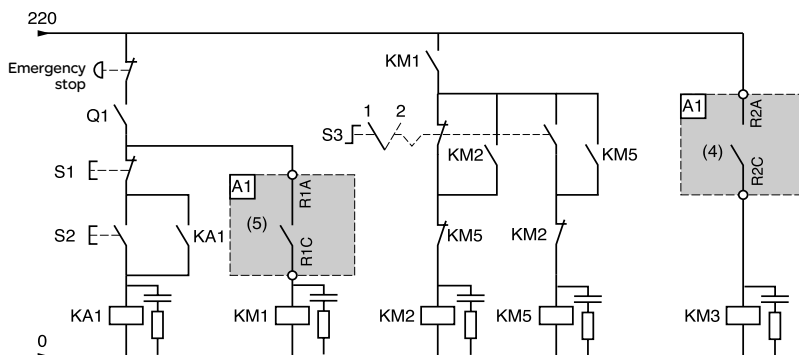 220
Emergency
stop
Q1
S1
S2
KA1
KA1
A1
R1A
(5)
R1C
KM1
KM1
S3
1
2
KM2
KM5
KM5
KM2
KM2
KM5
A1
R2A
(4)
R2C
KM3
0